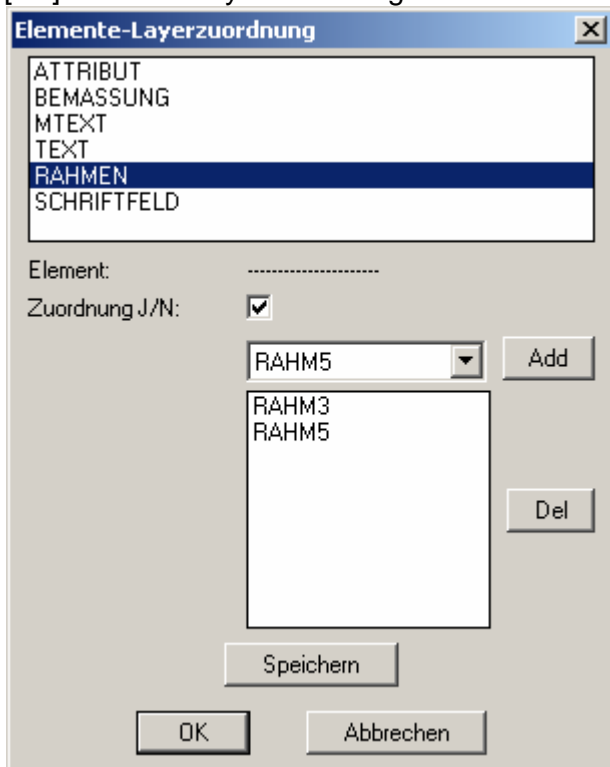 Elemente-Layerzuordnung
ATTRIBUT
BEMASSUNG
MTEXT
TEXT
RAHMEN
SCHRIFTFELD
Element: ----------------------
Zuordnung J/N:
RAHM5 Add
RAHM3
RAHM5
Del
Speichern
OK Abbrechen